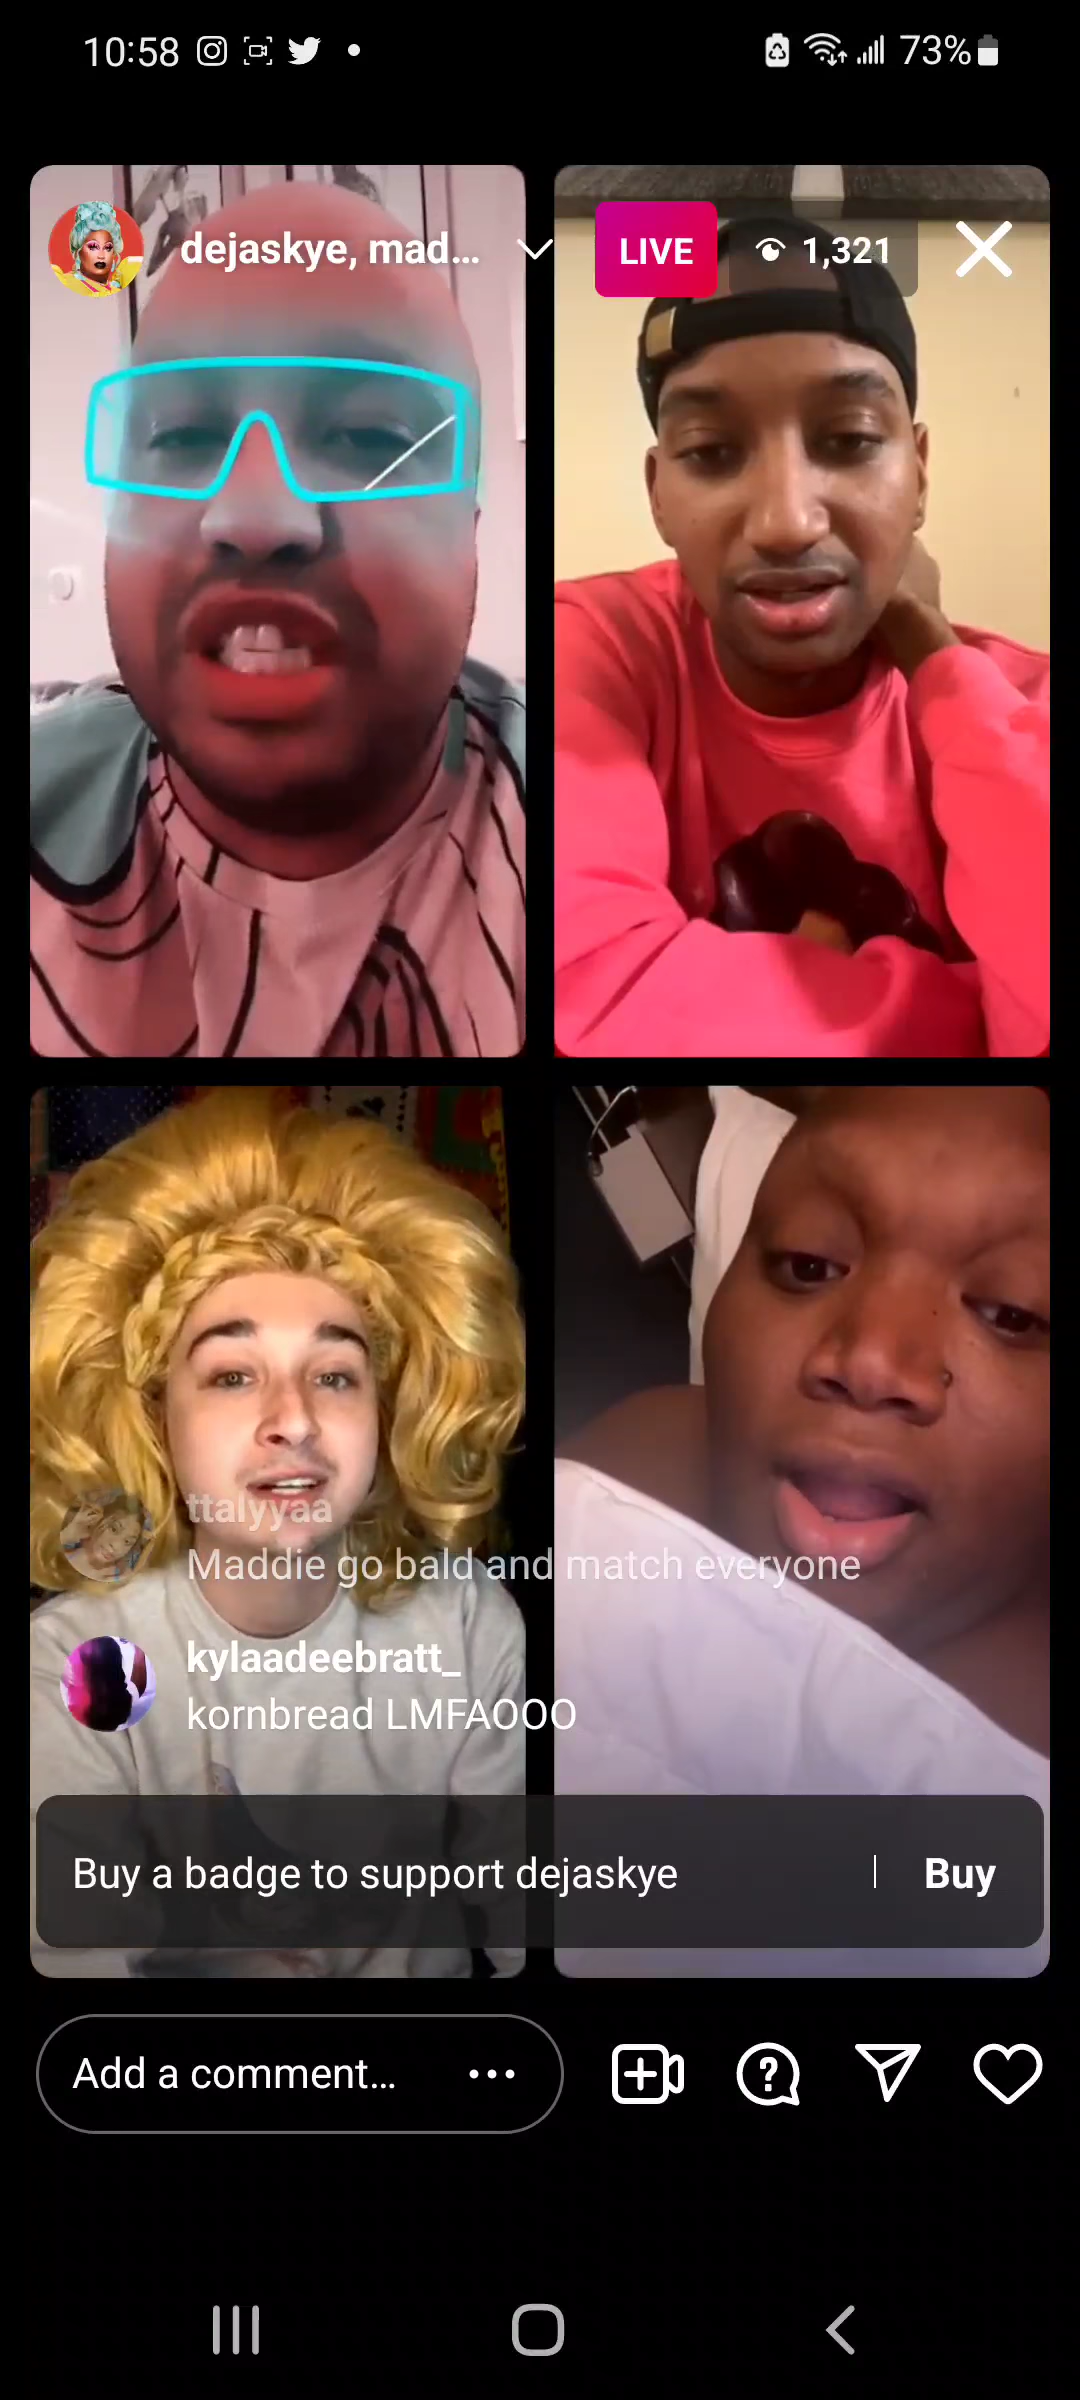 10:58
73%
dejaskye, mad...
LIVE
1,321
ttalyyaa
Maddie go bald and match everyone
kylaadeebratt_
kornbread LMFAOOO
Buy a badge to support dejaskye
Buy
Add a comment...